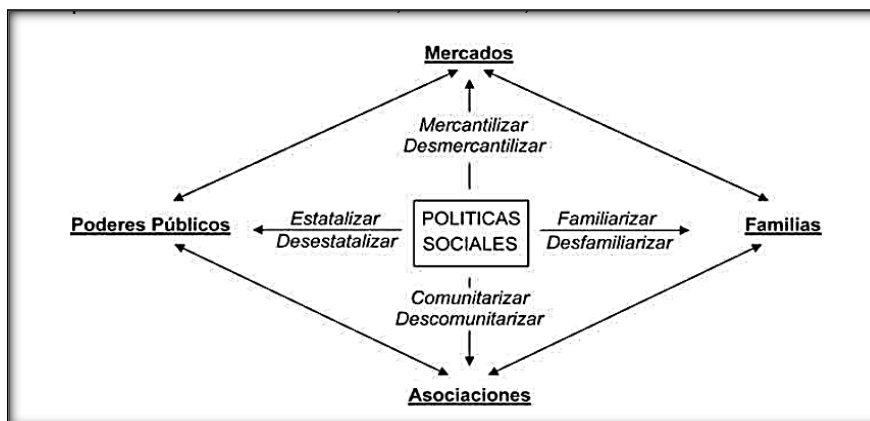 Mercados
Mercantilizar
Desmercantilizar
Poderes Públicos
Estatalizar
Desestatalizar
POLITICAS
SOCIALES
Familiarizar
Desfamiliarizar
Familias
Comunitarizar
Descomunitarizar
Asociaciones